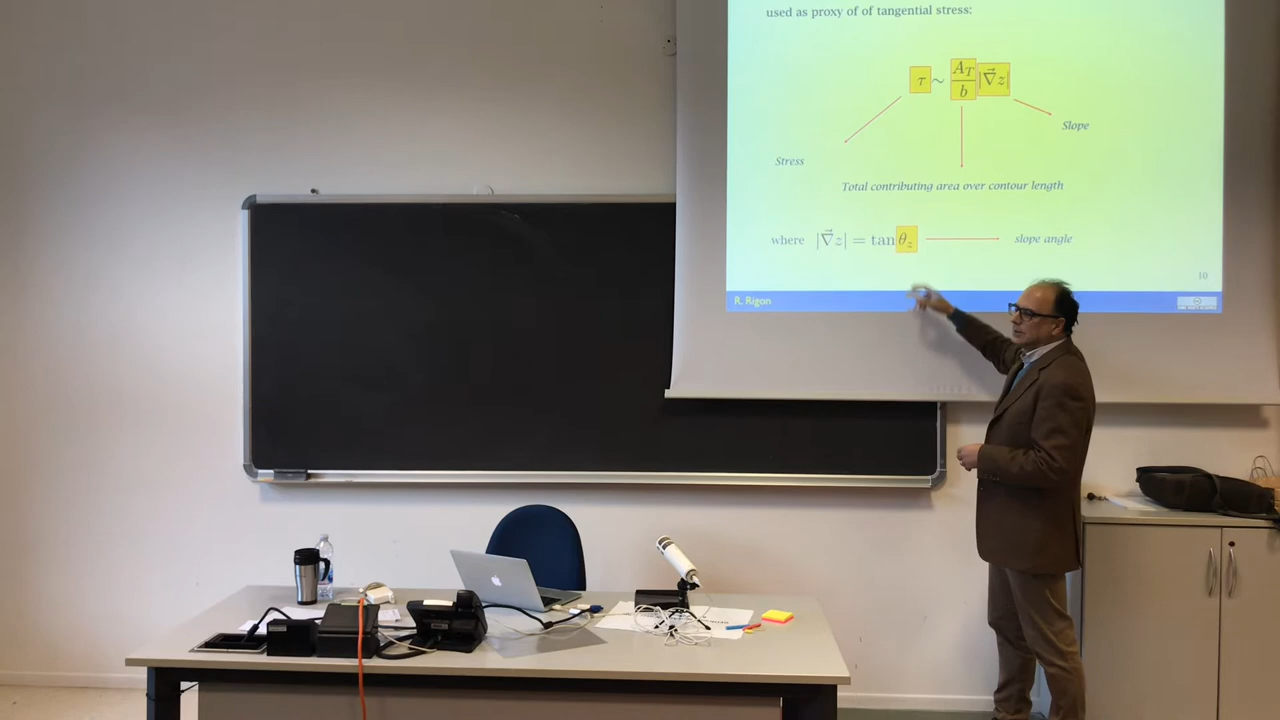 used as proxy of of tangential stress:
τ ~ A_T / b |∇⃗z|
Slope
Stress
Total contributing area over contour length
where |∇⃗z| = tan θ_z slope angle
10
R. Rigon